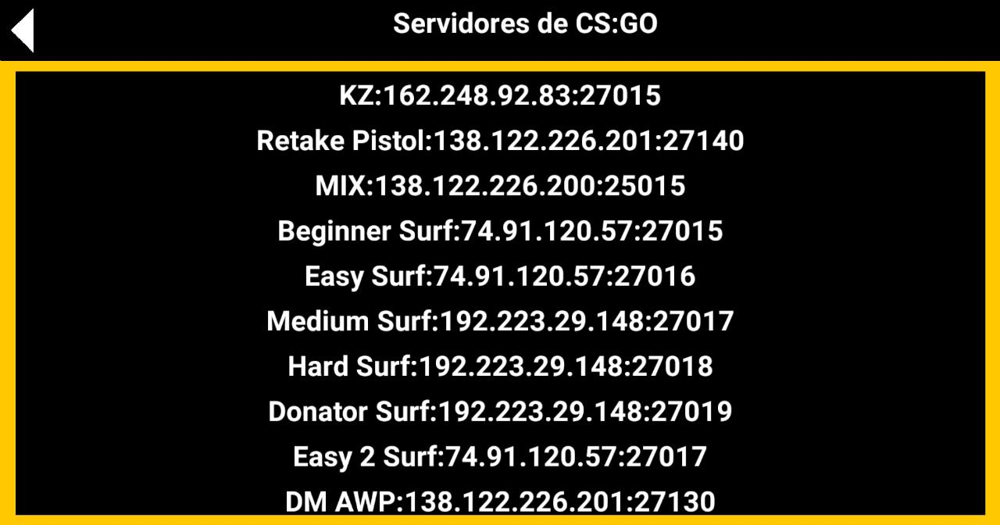 Servidores de CS:GO
KZ:162.248.92.83:27015
Retake Pistol:138.122.226.201:27140
MIX:138.122.226.200:25015
Beginner Surf:74.91.120.57:27015
Easy Surf:74.91.120.57:27016
Medium Surf:192.223.29.148:27017
Hard Surf:192.223.29.148:27018
Donator Surf:192.223.29.148:27019
Easy 2 Surf:74.91.120.57:27017
DM AWP:138.122.226.201:27130